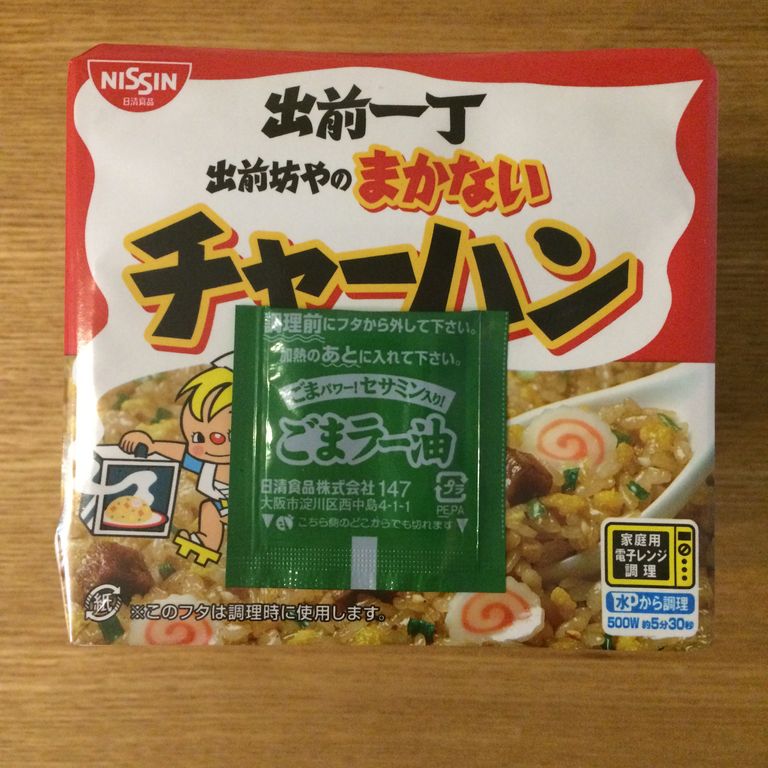 NISSIN
日清食品
出前一丁
出前坊やのまかない
チャーハン
調理前にフタから外して下さい。
加熱のあとに入れて下さい。
ごまパワー!セサミン入り!
ごまラー油
日清食品株式会社 147
大阪市淀川区西中島4-1-1
プラ
PE,PA
こちら側のどこからでも切れます
家庭用
電子レンジ
調理
水から調理
500W 約5分30秒
紙
※このフタは調理時に使用します。